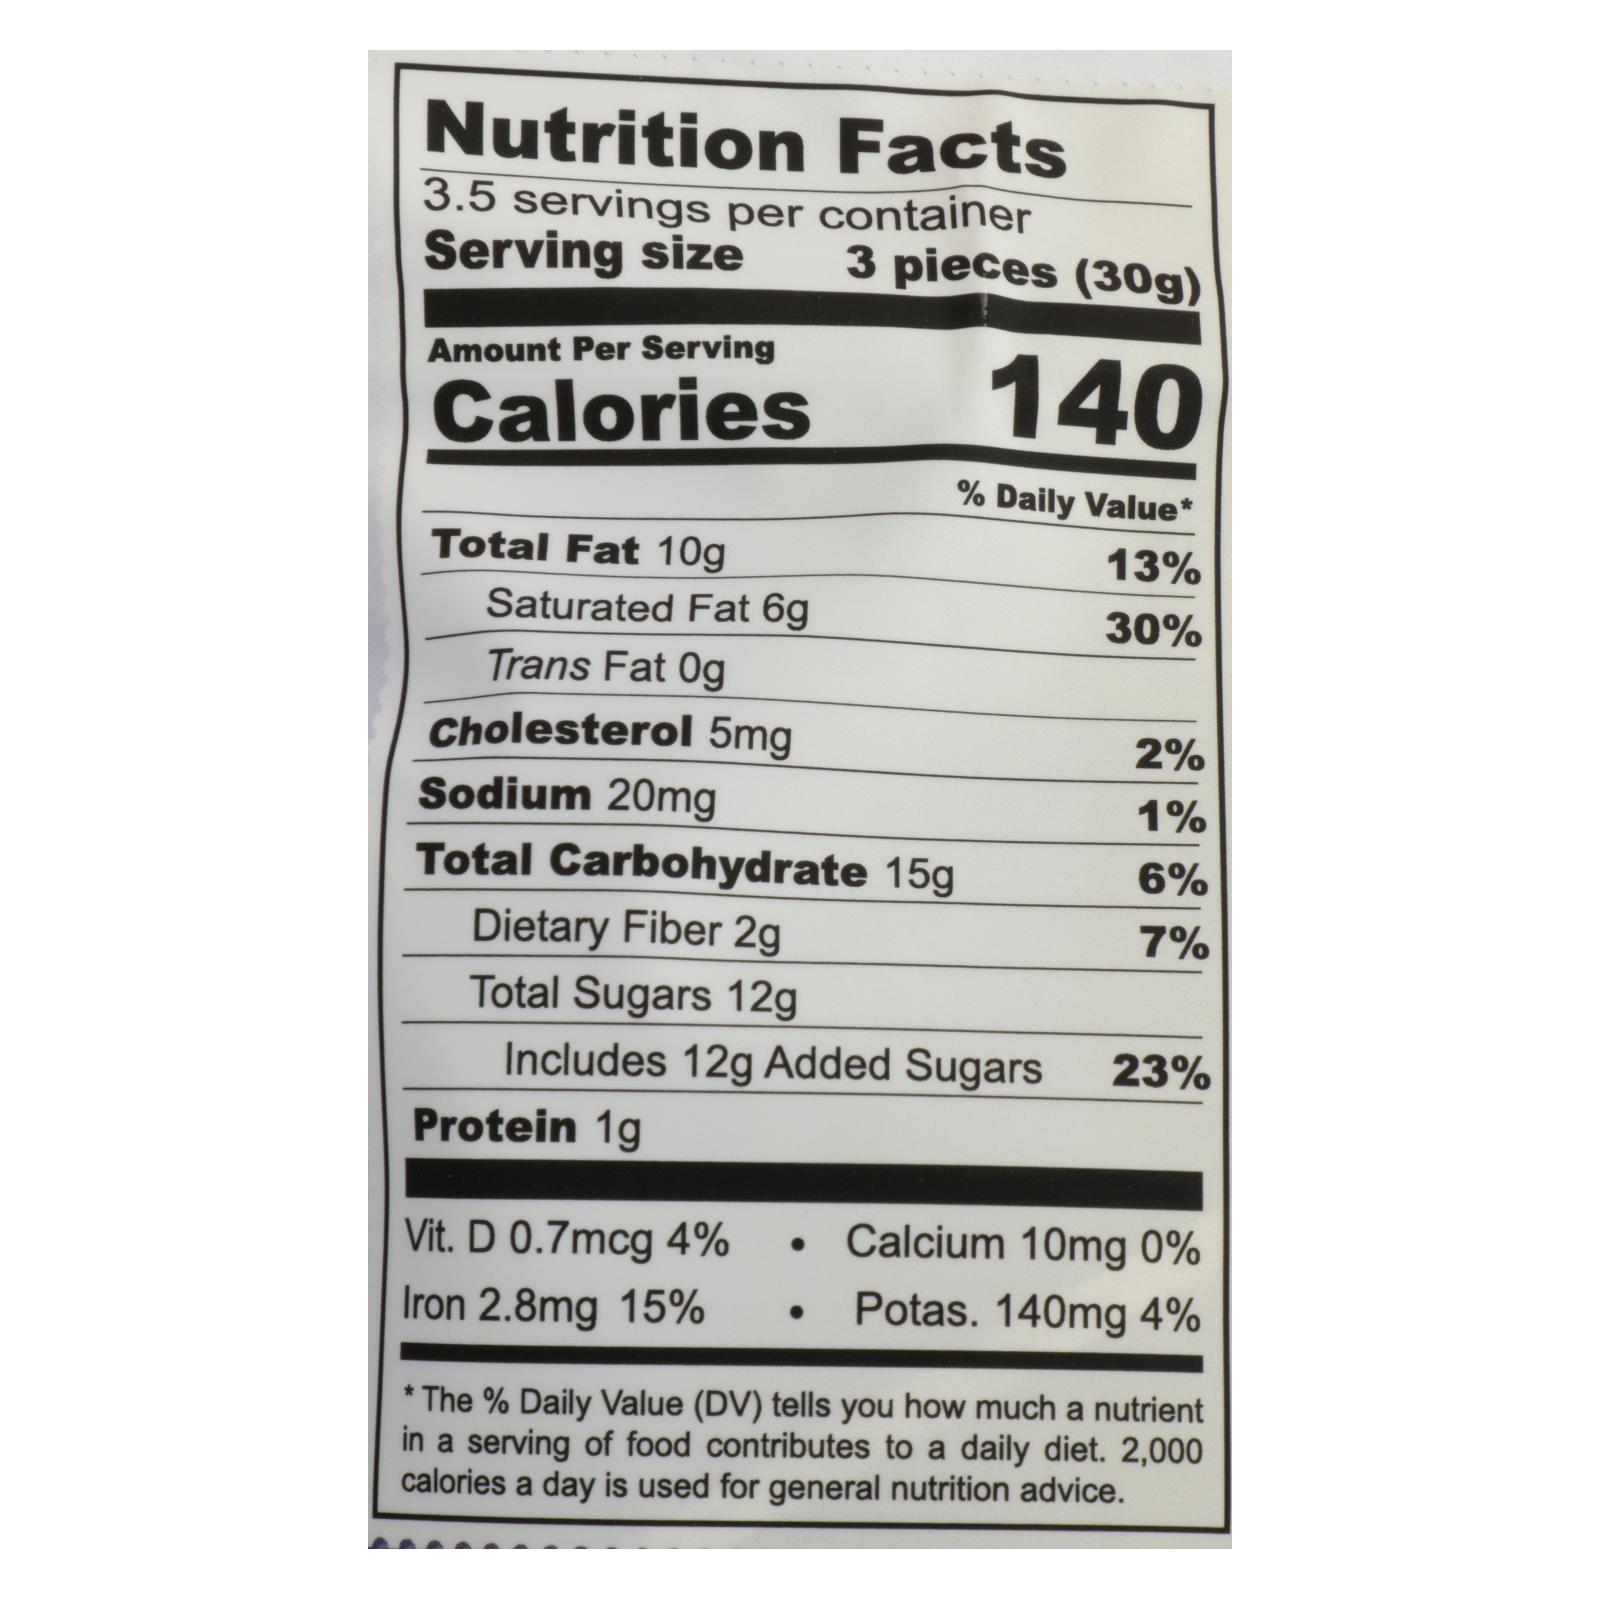 Nutrition Facts
3.5 servings per container
Serving size 3 pieces (30g)
Amount Per Serving
Calories 140
% Daily Value*
Total Fat 10g 13%
Saturated Fat 6g 30%
Trans Fat 0g
Cholesterol 5mg 2%
Sodium 20mg 1%
Total Carbohydrate 15g 6%
Dietary Fiber 2g 7%
Total Sugars 12g
Includes 12g Added Sugars 23%
Protein 1g
Vit. D 0.7mcg 4% • Calcium 10mg 0%
Iron 2.8mg 15% • Potas. 140mg 4%
* The % Daily Value (DV) tells you how much a nutrient
in a serving of food contributes to a daily diet. 2,000
calories a day is used for general nutrition advice.